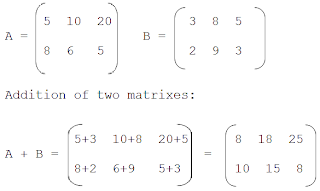 5 10 20 3 8 5
A = B =
8 6 5 2 9 3
Addition of two matrixes:
5+3 10+8 20+5 8 18 25
A + B = =
8+2 6+9 5+3 10 15 8